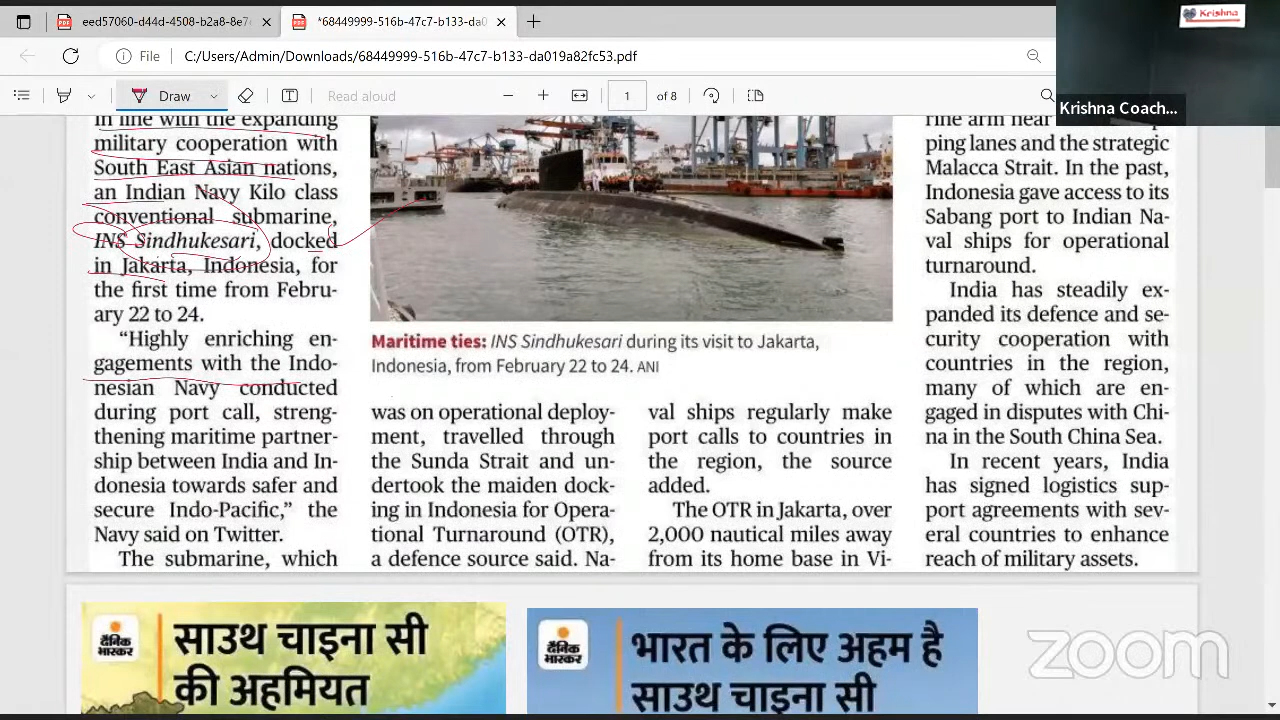 eed57060-d44d-4508-b2a8-8e7
*68449999-516b-47c7-b133-da0
File
C:/Users/Admin/Downloads/68449999-516b-47c7-b133-da019a82fc53.pdf
Draw
Read aloud
1
of 8
Krishna
Krishna Coach...
in line with the expanding
military cooperation with
South East Asian nations,
an Indian Navy Kilo class
conventional submarine,
INS Sindhukesari, docked
in Jakarta, Indonesia, for
the first time from Febru-
ary 22 to 24.
“Highly enriching en-
gagements with the Indo-
nesian Navy conducted
during port call, streng-
thening maritime partner-
ship between India and In-
donesia towards safer and
secure Indo-Pacific,” the
Navy said on Twitter.
The submarine, which
Maritime ties: INS Sindhukesari during its visit to Jakarta,
Indonesia, from February 22 to 24. ANI
was on operational deploy-
ment, travelled through
the Sunda Strait and un-
dertook the maiden dock-
ing in Indonesia for Opera-
tional Turnaround (OTR),
a defence source said. Na-
val ships regularly make
port calls to countries in
the region, the source
added.
The OTR in Jakarta, over
2,000 nautical miles away
from its home base in Vi-
rine arm near
ping lanes and the strategic
Malacca Strait. In the past,
Indonesia gave access to its
Sabang port to Indian Na-
val ships for operational
turnaround.
India has steadily ex-
panded its defence and se-
curity cooperation with
countries in the region,
many of which are en-
gaged in disputes with Chi-
na in the South China Sea.
In recent years, India
has signed logistics sup-
port agreements with sev-
eral countries to enhance
reach of military assets.
दैनिक
भास्कर
साउथ चाइना सी
की अहमियत
दैनिक
भास्कर
भारत के लिए अहम है
साउथ चाइना सी
zoom